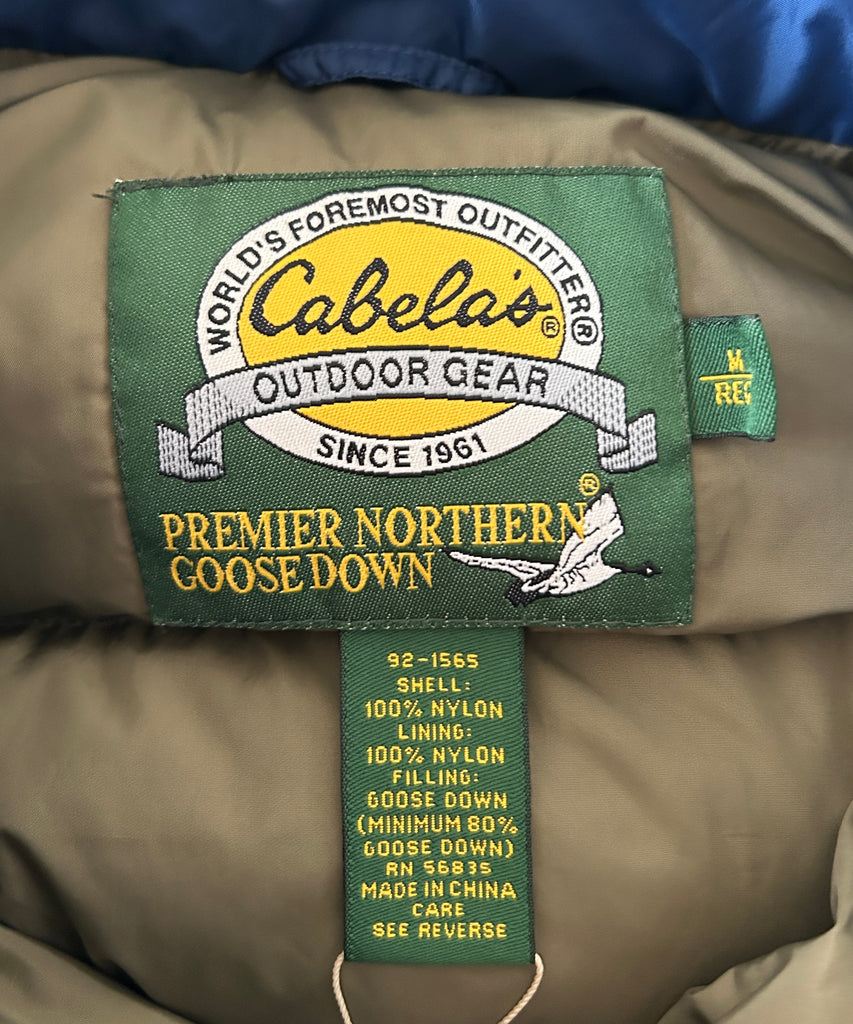 WORLD'S FOREMOST OUTFITTER®
Cabela's®
OUTDOOR GEAR
SINCE 1961
PREMIER NORTHERN®
GOOSE DOWN
M
REG
92-1565
SHELL:
100% NYLON
LINING:
100% NYLON
FILLING:
GOOSE DOWN
(MINIMUM 80%
GOOSE DOWN)
RN 56835
MADE IN CHINA
CARE
SEE REVERSE